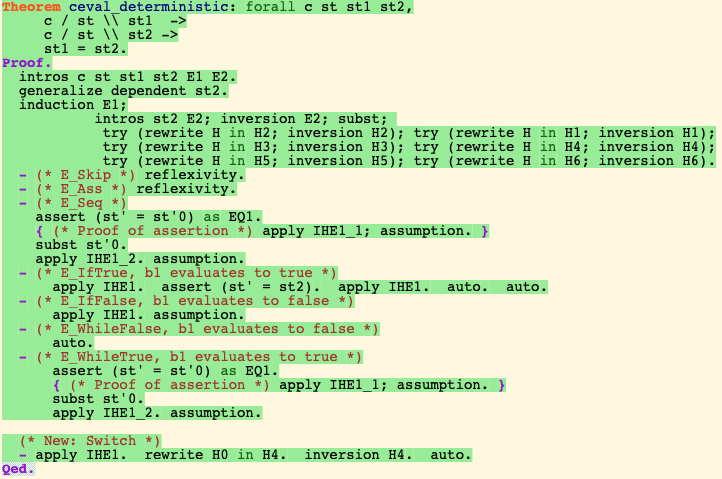 Theorem ceval_deterministic: forall c st st1 st2,
     c / st \\ st1  ->
     c / st \\ st2 ->
     st1 = st2.
Proof.
  intros c st st1 st2 E1 E2.
  generalize dependent st2.
  induction E1;
           intros st2 E2; inversion E2; subst;
            try (rewrite H in H2; inversion H2); try (rewrite H in H1; inversion H1);
            try (rewrite H in H3; inversion H3); try (rewrite H in H4; inversion H4);
            try (rewrite H in H5; inversion H5); try (rewrite H in H6; inversion H6).
  - (* E_Skip *) reflexivity.
  - (* E_Ass *) reflexivity.
  - (* E_Seq *)
    assert (st' = st'0) as EQ1.
    { (* Proof of assertion *) apply IHE1_1; assumption. }
    subst st'0.
    apply IHE1_2. assumption.
  - (* E_IfTrue, b1 evaluates to true *)
      apply IHE1.  assert (st' = st2).  apply IHE1.  auto.  auto.
  - (* E_IfFalse, b1 evaluates to false *)
      apply IHE1. assumption.
  - (* E_WhileFalse, b1 evaluates to false *)
      auto.
  - (* E_WhileTrue, b1 evaluates to true *)
      assert (st' = st'0) as EQ1.
      { (* Proof of assertion *) apply IHE1_1; assumption. }
      subst st'0.
      apply IHE1_2. assumption.

  (* New: Switch *)
  - apply IHE1.  rewrite H0 in H4.  inversion H4.  auto.
Qed.